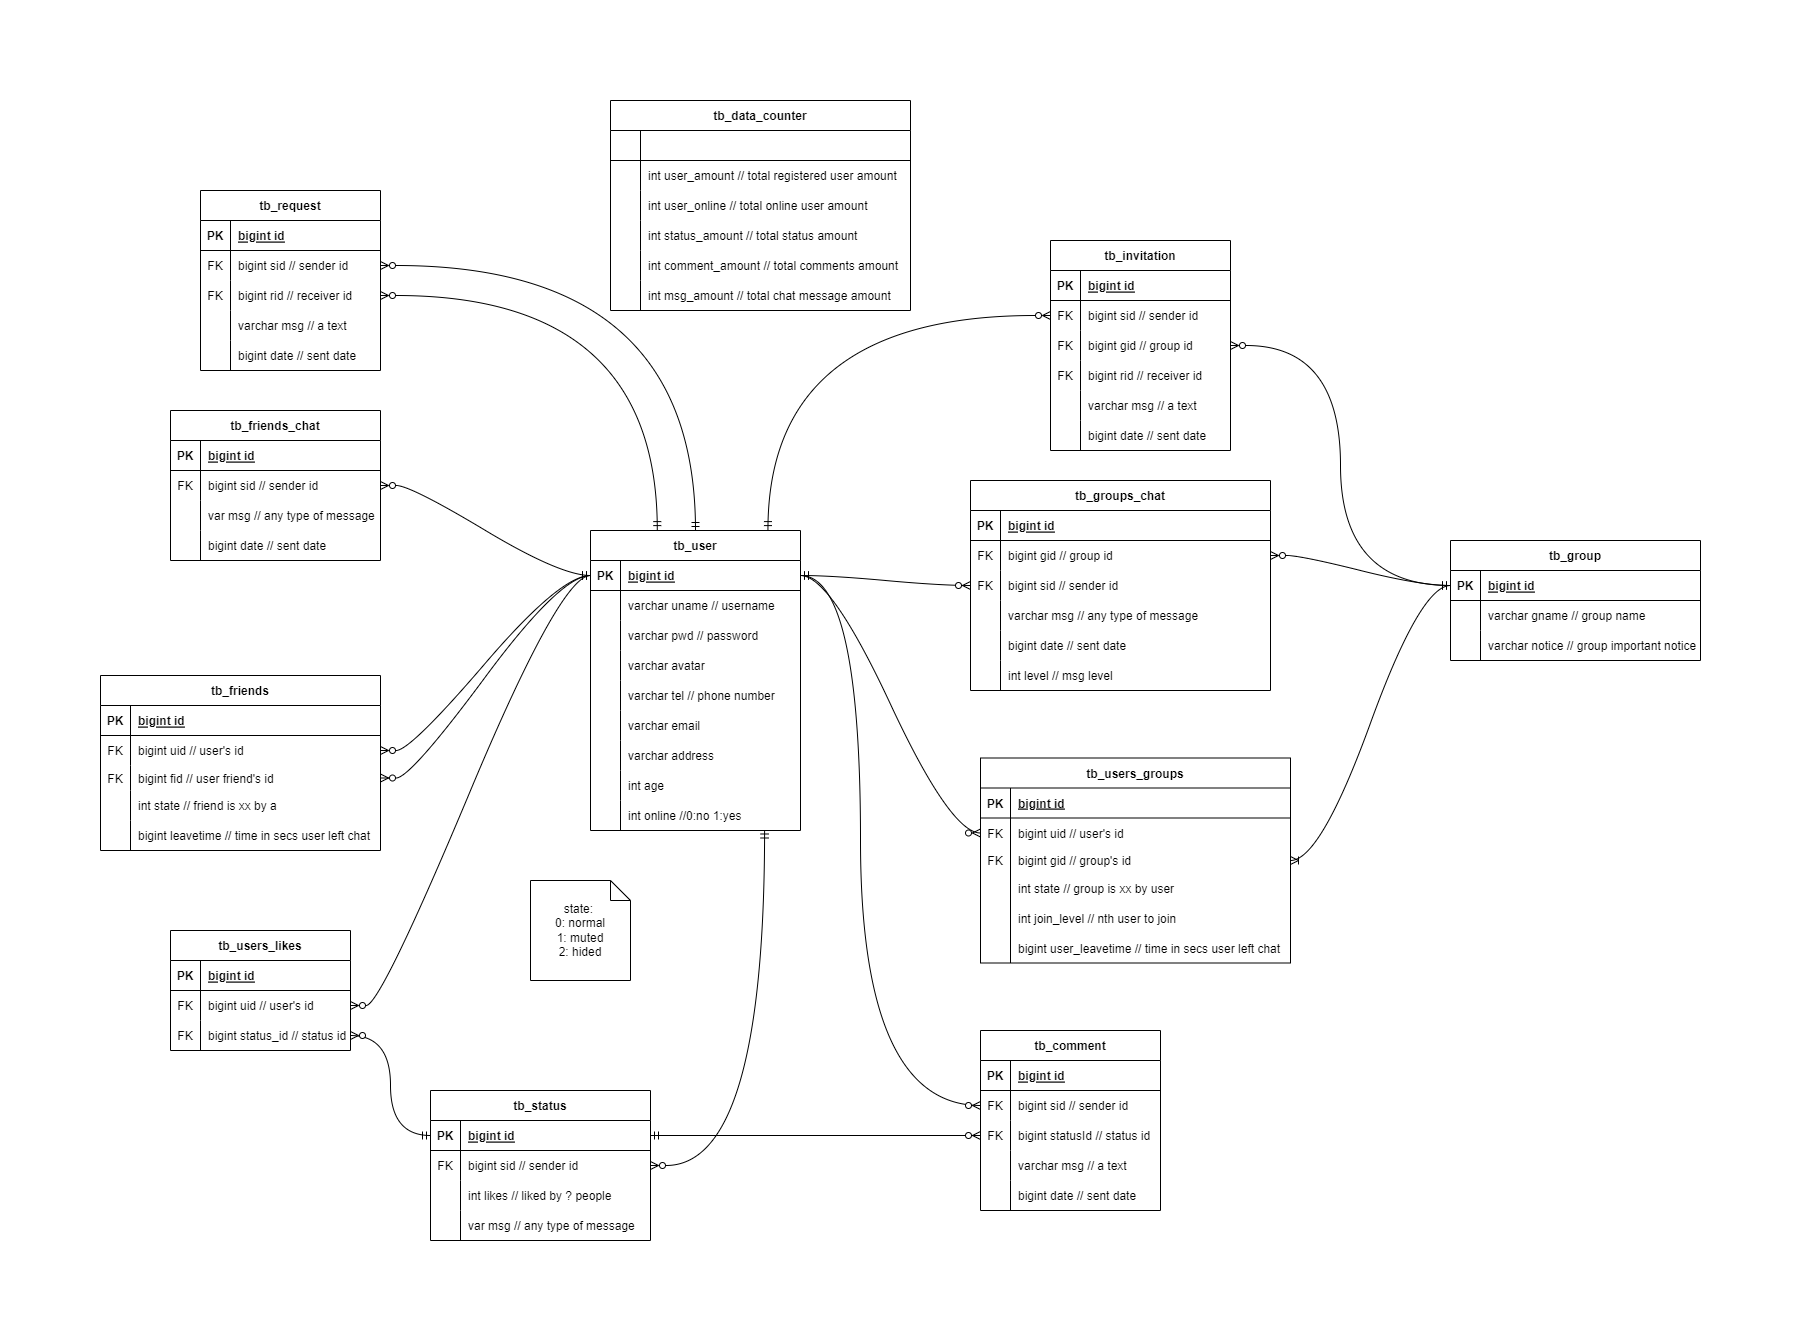 tb_data_counter
int user_amount // total registered user amount
int user_online // total online user amount
int status_amount // total status amount
int comment_amount // total comments amount
int msg_amount // total chat message amount
tb_request
PK bigint id
FK bigint sid // sender id
FK bigint rid // receiver id
varchar msg // a text
bigint date // sent date
tb_invitation
PK bigint id
FK bigint sid // sender id
FK bigint gid // group id
FK bigint rid // receiver id
varchar msg // a text
bigint date // sent date
tb_friends_chat
PK bigint id
FK bigint sid // sender id
var msg // any type of message
bigint date // sent date
tb_groups_chat
PK bigint id
FK bigint gid // group id
FK bigint sid // sender id
varchar msg // any type of message
bigint date // sent date
int level // msg level
tb_user
PK bigint id
varchar uname // username
varchar pwd // password
varchar avatar
varchar tel // phone number
varchar email
varchar address
int age
int online //0:no 1:yes
tb_group
PK bigint id
varchar gname // group name
varchar notice // group important notice
tb_friends
PK bigint id
FK bigint uid // user's id
FK bigint fid // user friend's id
int state // friend is xx by a
bigint leavetime // time in secs user left chat
tb_users_groups
PK bigint id
FK bigint uid // user's id
FK bigint gid // group's id
int state // group is xx by user
int join_level // nth user to join
bigint user_leavetime // time in secs user left chat
state:
0: normal
1: muted
2: hided
tb_users_likes
PK bigint id
FK bigint uid // user's id
FK bigint status_id // status id
tb_comment
PK bigint id
FK bigint sid // sender id
FK bigint statusId // status id
varchar msg // a text
bigint date // sent date
tb_status
PK bigint id
FK bigint sid // sender id
int likes // liked by ? people
var msg // any type of message